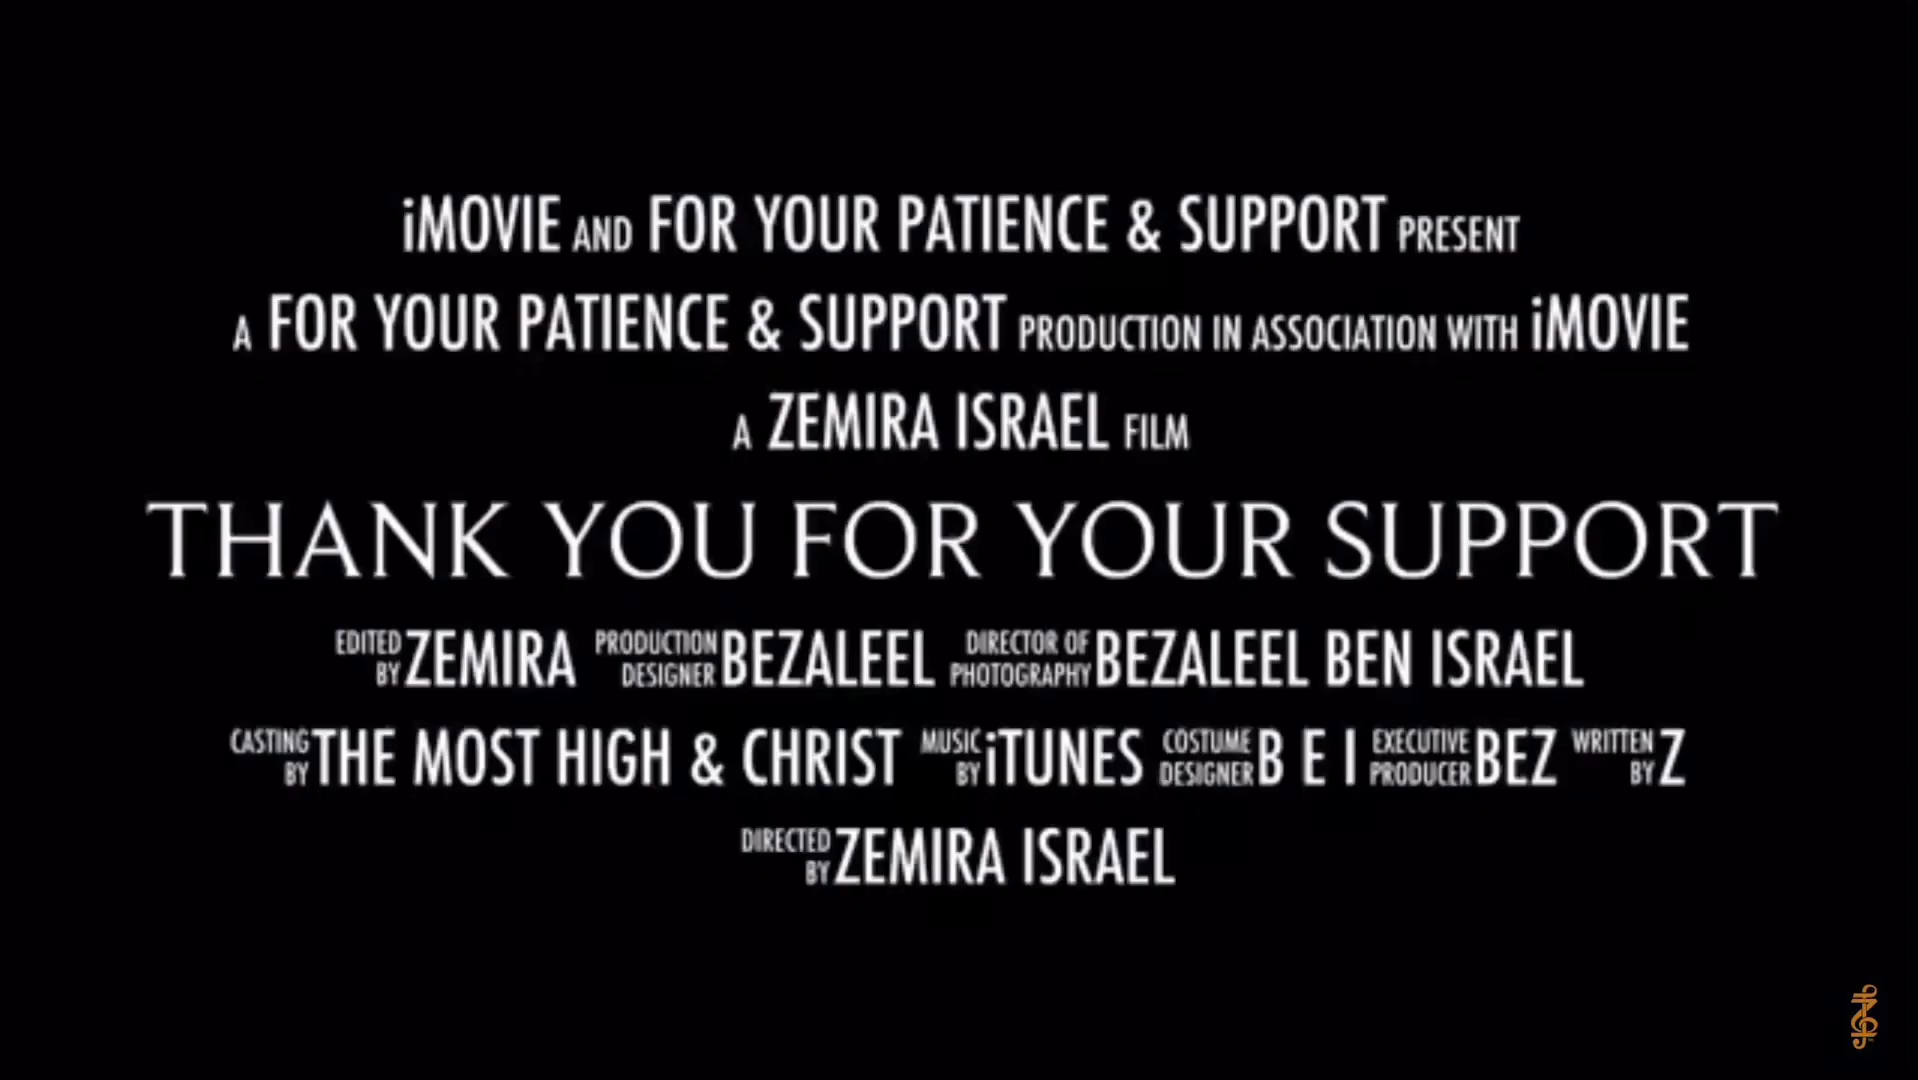 iMOVIE AND FOR YOUR PATIENCE & SUPPORT PRESENT
A FOR YOUR PATIENCE & SUPPORT PRODUCTION IN ASSOCIATION WITH iMOVIE
A ZEMIRA ISRAEL FILM
THANK YOU FOR YOUR SUPPORT
EDITED BY ZEMIRA PRODUCTION DESIGNER BEZALEEL DIRECTOR OF PHOTOGRAPHY BEZALEEL BEN ISRAEL
CASTING BY THE MOST HIGH & CHRIST MUSIC BY iTUNES COSTUME DESIGNER B E I EXECUTIVE PRODUCER BEZ WRITTEN BY Z
DIRECTED BY ZEMIRA ISRAEL